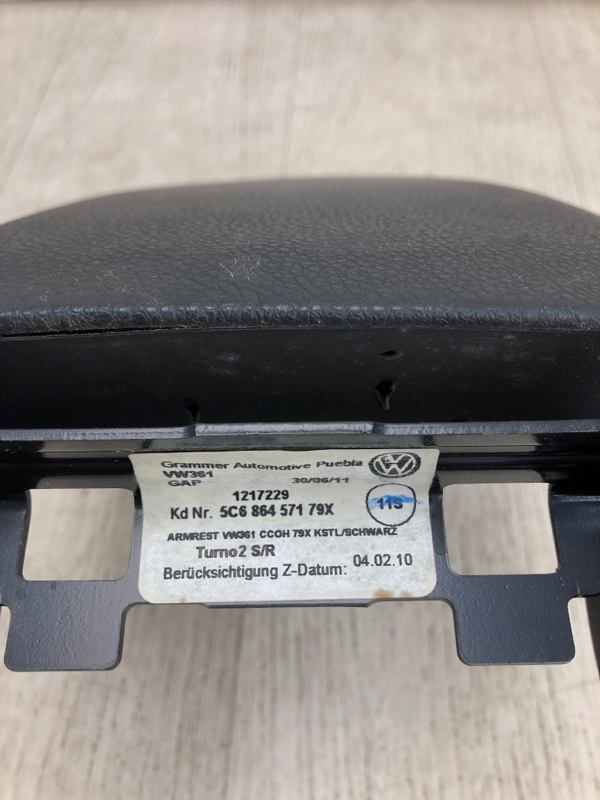 Grammer Automotive Puebla
VW361
GAP 30/06/11
1217229
Kd Nr. 5C6 864 571 79X 11S
ARMREST VW361 CCOH 79X KSTL/SCHWARZ
Turno2 S/R
Berücksichtigung Z-Datum: 04.02.10